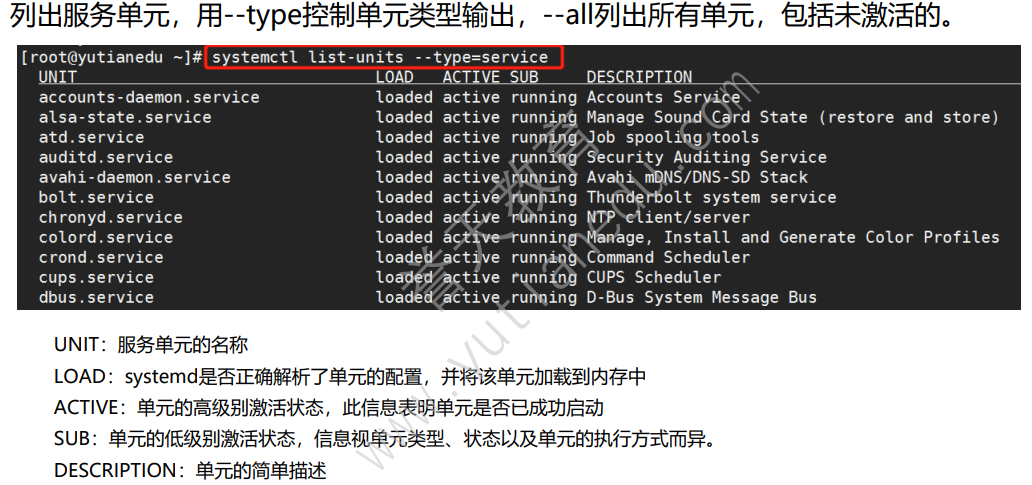 列出服务单元，用--type控制单元类型输出，--all列出所有单元，包括未激活的。
[root@yutianedu ~]# systemctl list-units --type=service
UNIT LOAD ACTIVE SUB DESCRIPTION
accounts-daemon.service loaded active running Accounts Service
alsa-state.service loaded active running Manage Sound Card State (restore and store)
atd.service loaded active running Job spooling tools
auditd.service loaded active running Security Auditing Service
avahi-daemon.service loaded active running Avahi mDNS/DNS-SD Stack
bolt.service loaded active running Thunderbolt system service
chronyd.service loaded active running NTP client/server
colord.service loaded active running Manage, Install and Generate Color Profiles
crond.service loaded active running Command Scheduler
cups.service loaded active running CUPS Scheduler
dbus.service loaded active running D-Bus System Message Bus
UNIT：服务单元的名称
LOAD：systemd是否正确解析了单元的配置，并将该单元加载到内存中
ACTIVE：单元的高级别激活状态，此信息表明单元是否已成功启动
SUB：单元的低级别激活状态，信息视单元类型、状态以及单元的执行方式而异。
DESCRIPTION：单元的简单描述
誉天教育
www.yutianedu.com